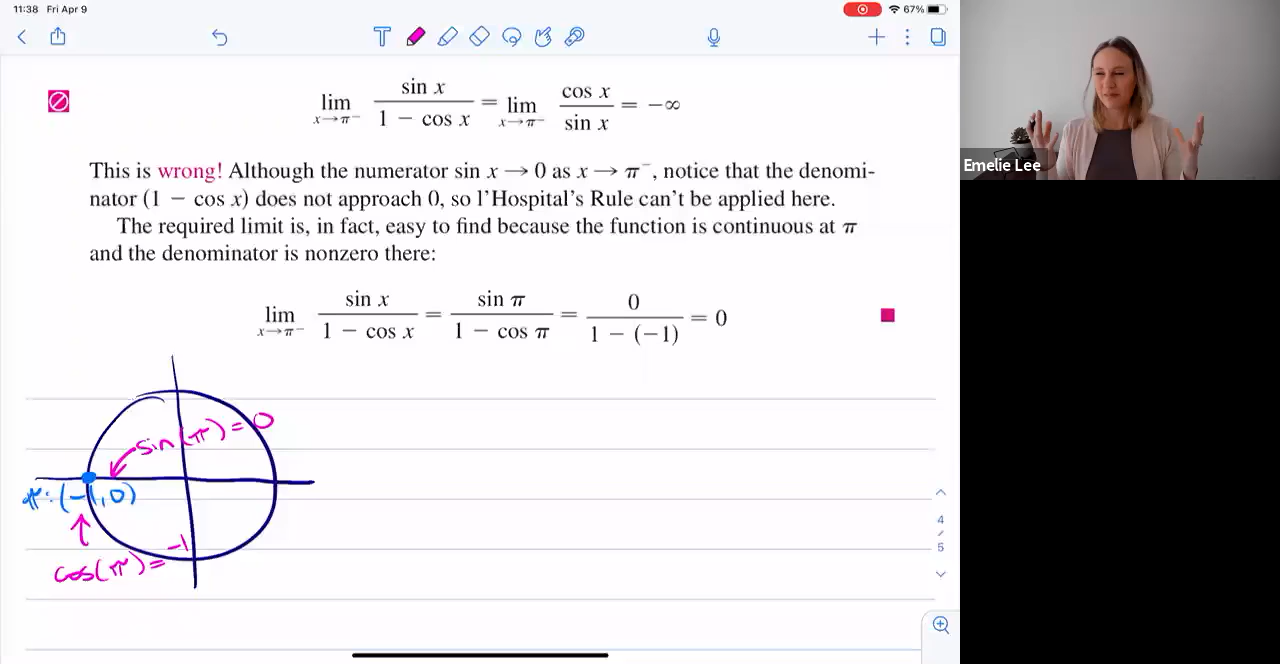 11:38 Fri Apr 9
67%
T
lim x→π⁻ sin x / 1 − cos x = lim x→π⁻ cos x / sin x = −∞
This is wrong! Although the numerator sin x → 0 as x → π⁻, notice that the denomi-
nator (1 − cos x) does not approach 0, so l'Hospital's Rule can't be applied here.
The required limit is, in fact, easy to find because the function is continuous at π
and the denominator is nonzero there:
lim x→π⁻ sin x / 1 − cos x = sin π / 1 − cos π = 0 / 1 − (−1) = 0
sin(π) = 0
π: (−1, 0)
cos(π) = −1
4
/
5
Emelie Lee